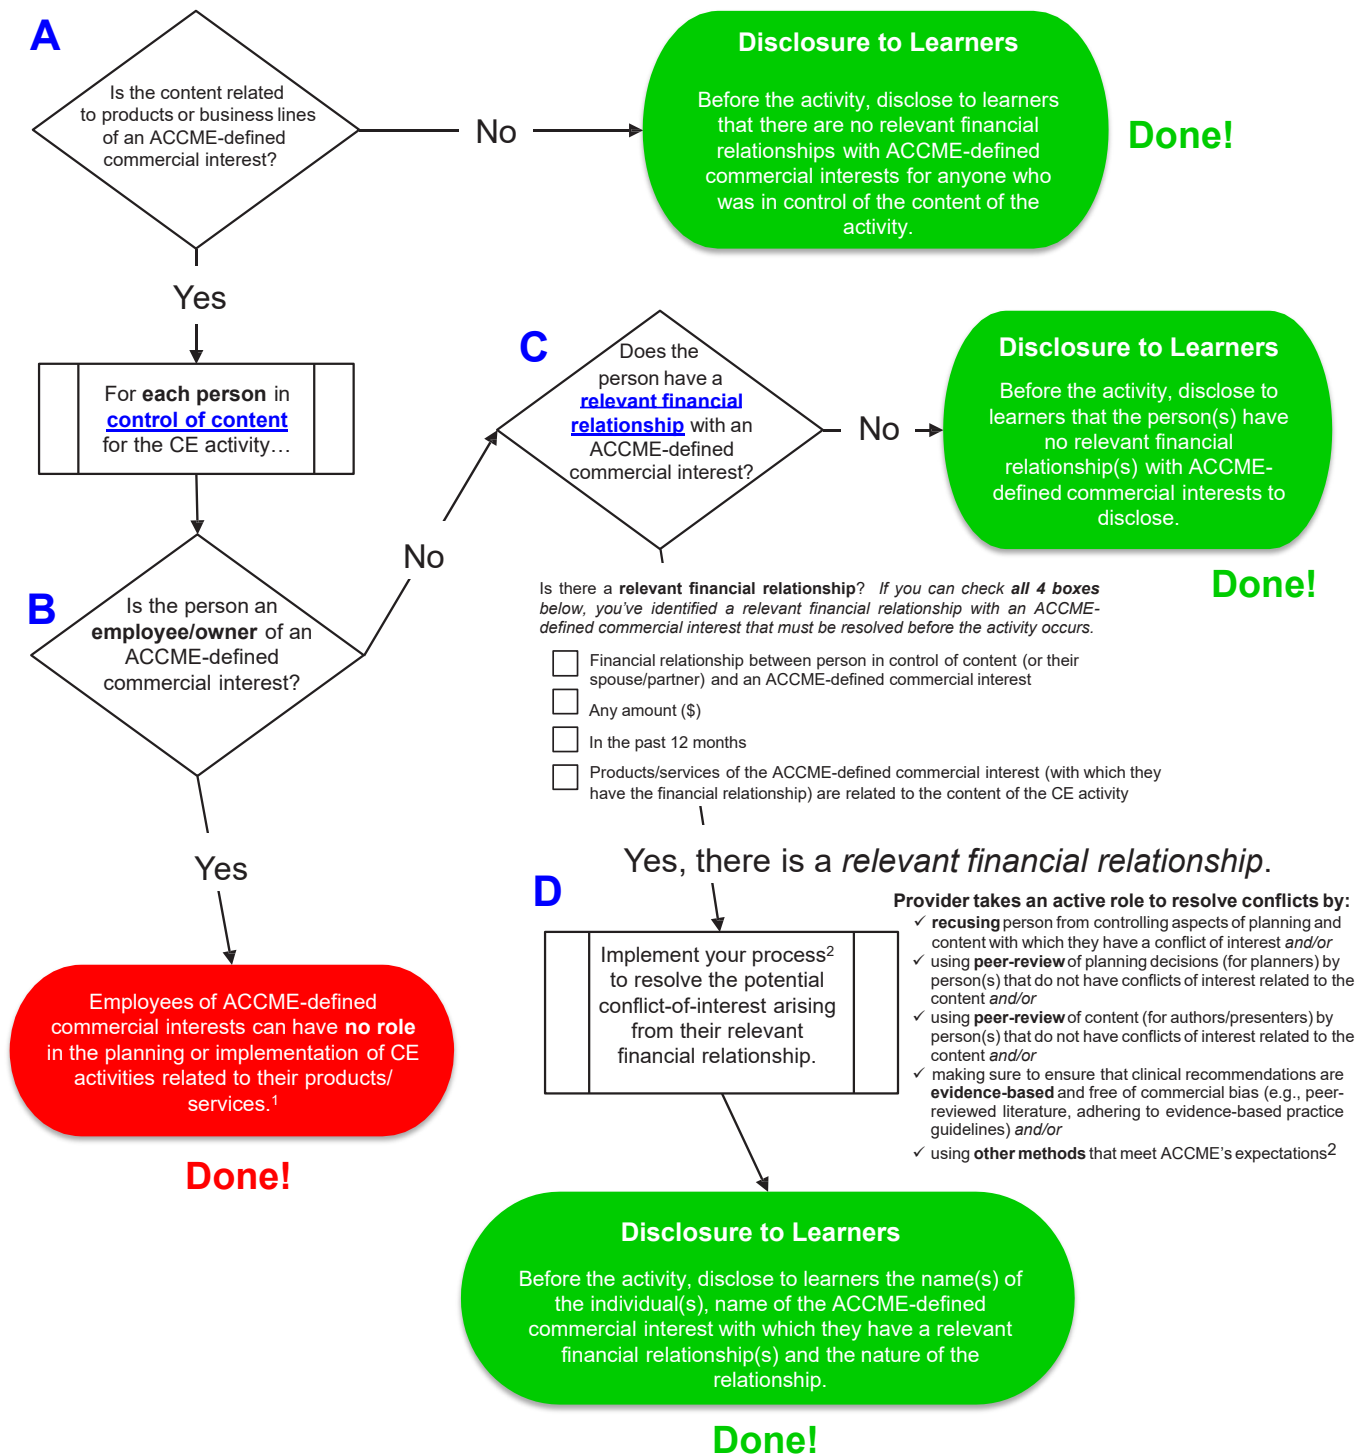 A
Is the content related
to products or business lines
of an ACCME-defined
commercial interest?
No
Disclosure to Learners
Before the activity, disclose to learners
that there are no relevant financial
relationships with ACCME-defined
commercial interests for anyone who
was in control of the content of the
activity.
Done!
Yes
For each person in
control of content
for the CE activity…
C
Does the
person have a
relevant financial
relationship with an
ACCME-defined
commercial interest?
No
Disclosure to Learners
Before the activity, disclose to
learners that the person(s) have
no relevant financial
relationship(s) with ACCME-
defined commercial interests to
disclose.
Done!
No
B
Is the person an
employee/owner of an
ACCME-defined
commercial interest?
Is there a relevant financial relationship? If you can check all 4 boxes
below, you’ve identified a relevant financial relationship with an ACCME-
defined commercial interest that must be resolved before the activity occurs.
Financial relationship between person in control of content (or their
spouse/partner) and an ACCME-defined commercial interest
Any amount ($)
In the past 12 months
Products/services of the ACCME-defined commercial interest (with which they
have the financial relationship) are related to the content of the CE activity
Yes
Yes, there is a relevant financial relationship.
D
Implement your process2
to resolve the potential
conflict-of-interest arising
from their relevant
financial relationship.
Provider takes an active role to resolve conflicts by:
✓ recusing person from controlling aspects of planning and
content with which they have a conflict of interest and/or
✓ using peer-review of planning decisions (for planners) by
person(s) that do not have conflicts of interest related to the
content and/or
✓ using peer-review of content (for authors/presenters) by
person(s) that do not have conflicts of interest related to the
content and/or
✓ making sure to ensure that clinical recommendations are
evidence-based and free of commercial bias (e.g., peer-
reviewed literature, adhering to evidence-based practice
guidelines) and/or
✓ using other methods that meet ACCME’s expectations2
Employees of ACCME-defined
commercial interests can have no role
in the planning or implementation of CE
activities related to their products/
services.1
Done!
Disclosure to Learners
Before the activity, disclose to learners the name(s) of
the individual(s), name of the ACCME-defined
commercial interest with which they have a relevant
financial relationship(s) and the nature of the
relationship.
Done!